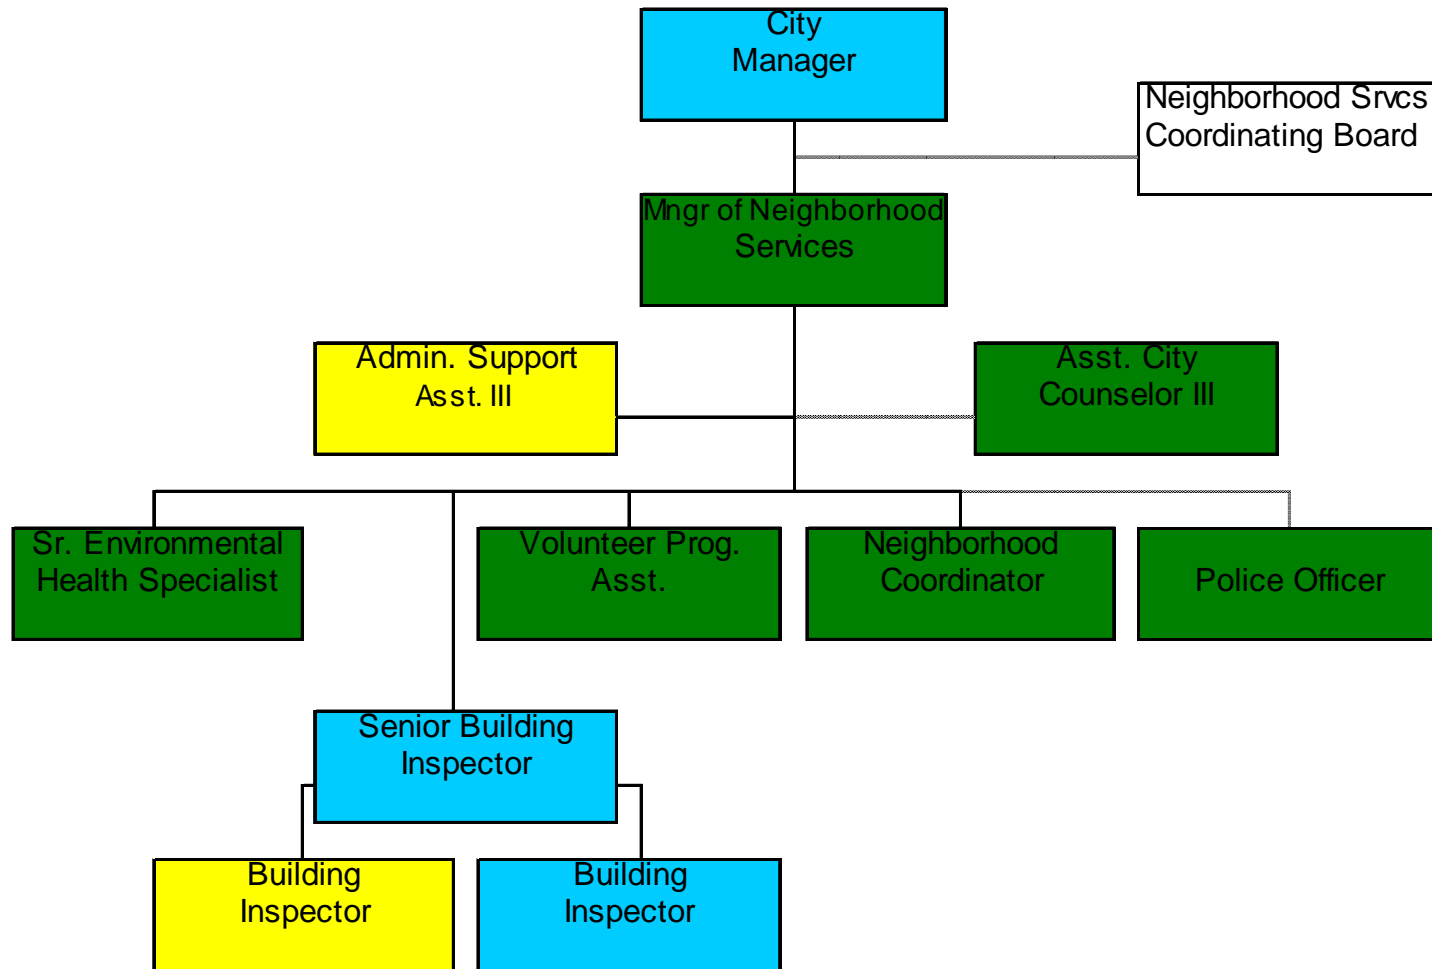 City
Manager
Neighborhood Srvcs
Coordinating Board
Mngr of Neighborhood
Services
Admin. Support
Asst. III
Asst. City
Counselor III
Sr. Environmental
Health Specialist
Volunteer Prog.
Asst.
Neighborhood
Coordinator
Police Officer
Senior Building
Inspector
Building
Inspector
Building
Inspector